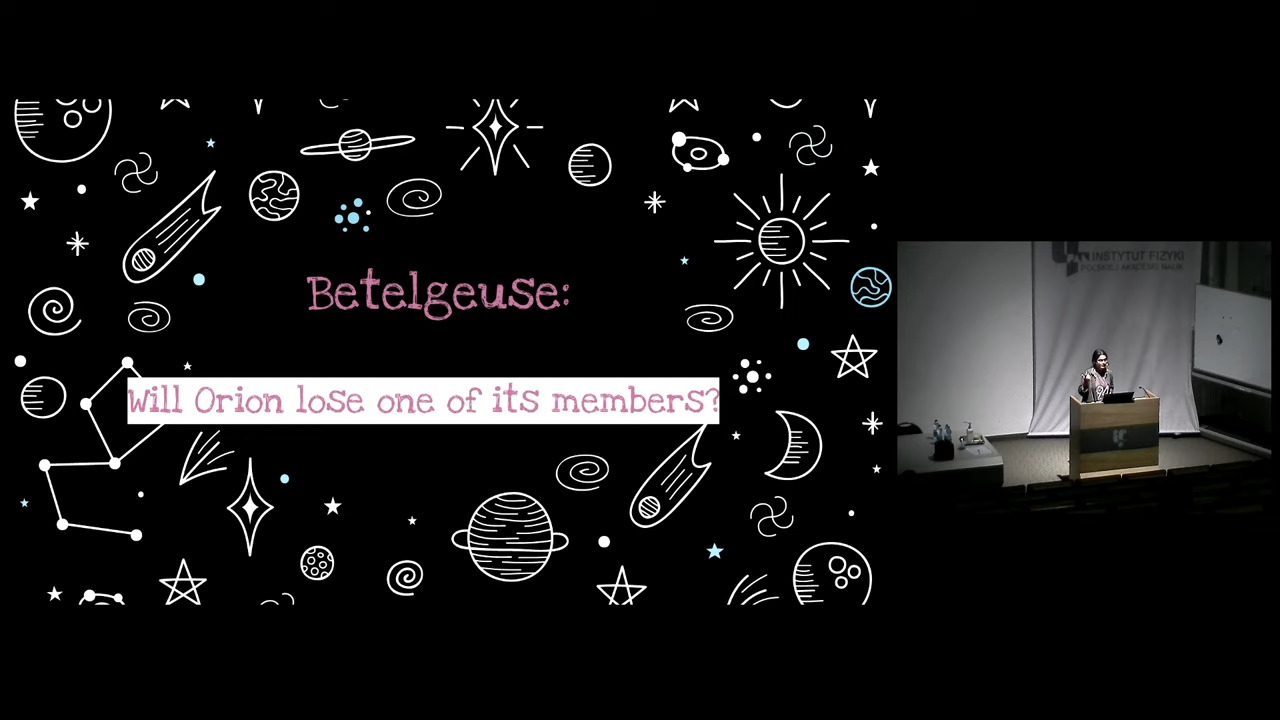 Betelgeuse:
Will Orion lose one of its members?
INSTYTUT FIZYKI
POLSKIEJ AKADEMII NAUK